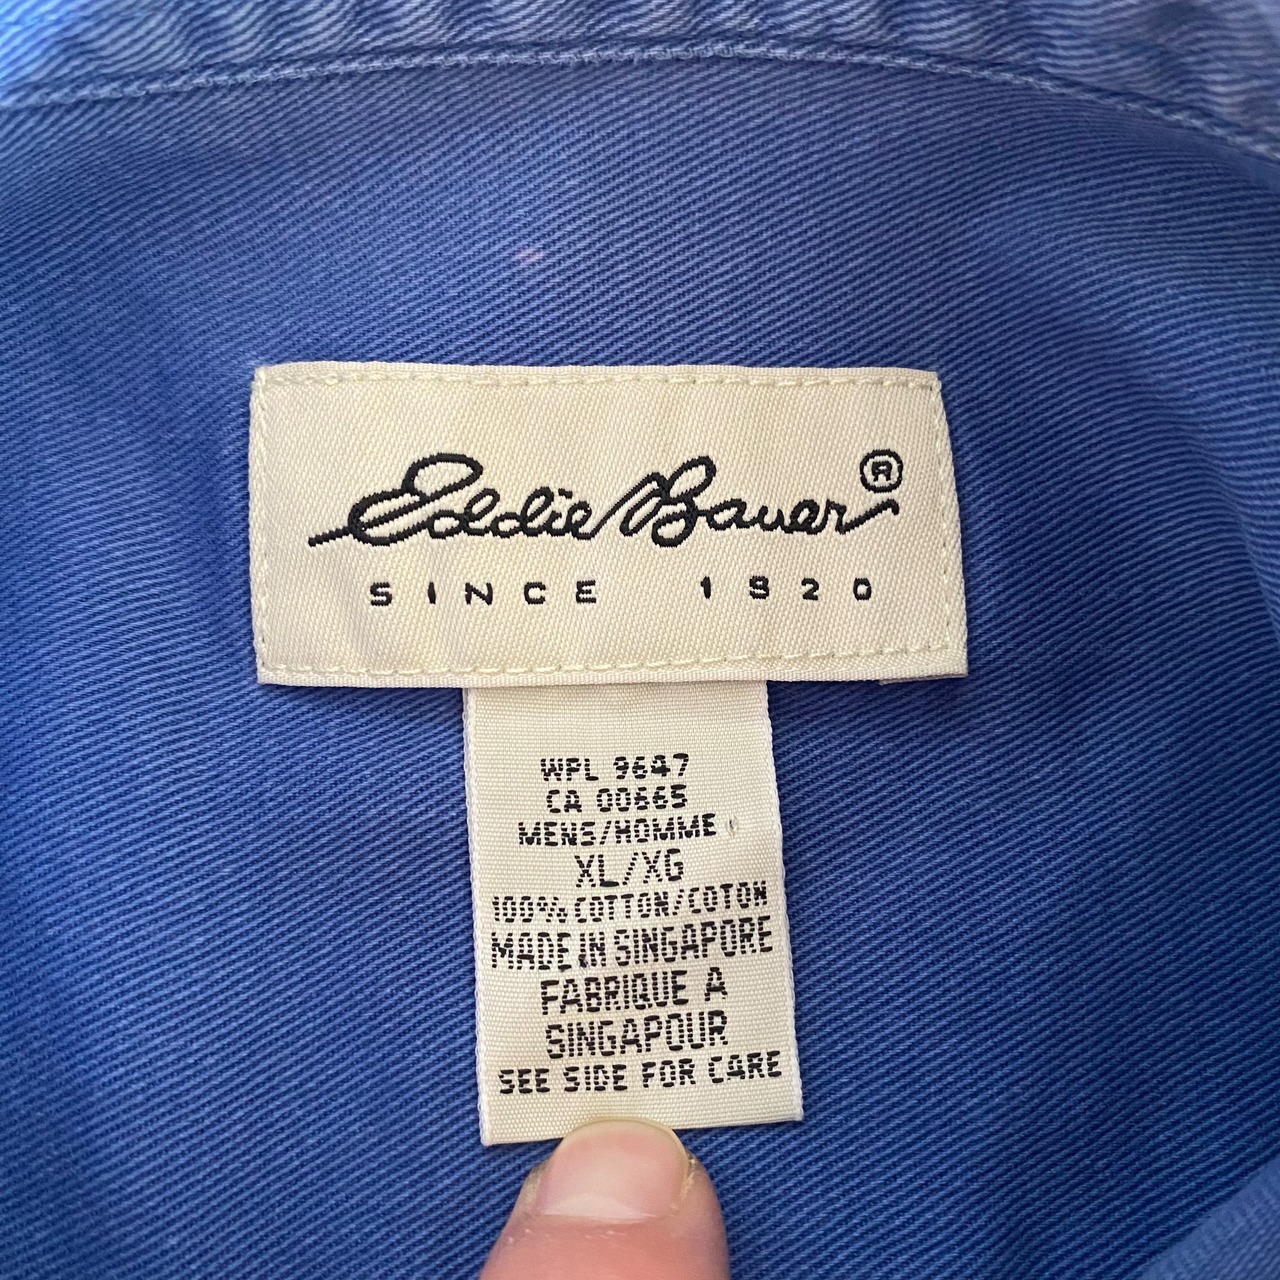 Eddie Bauer®
SINCE 1920
WPL 9647
CA 00665
MENS/HOMME
XL/XG
100% COTTON/COTON
MADE IN SINGAPORE
FABRIQUE A
SINGAPOUR
SEE SIDE FOR CARE